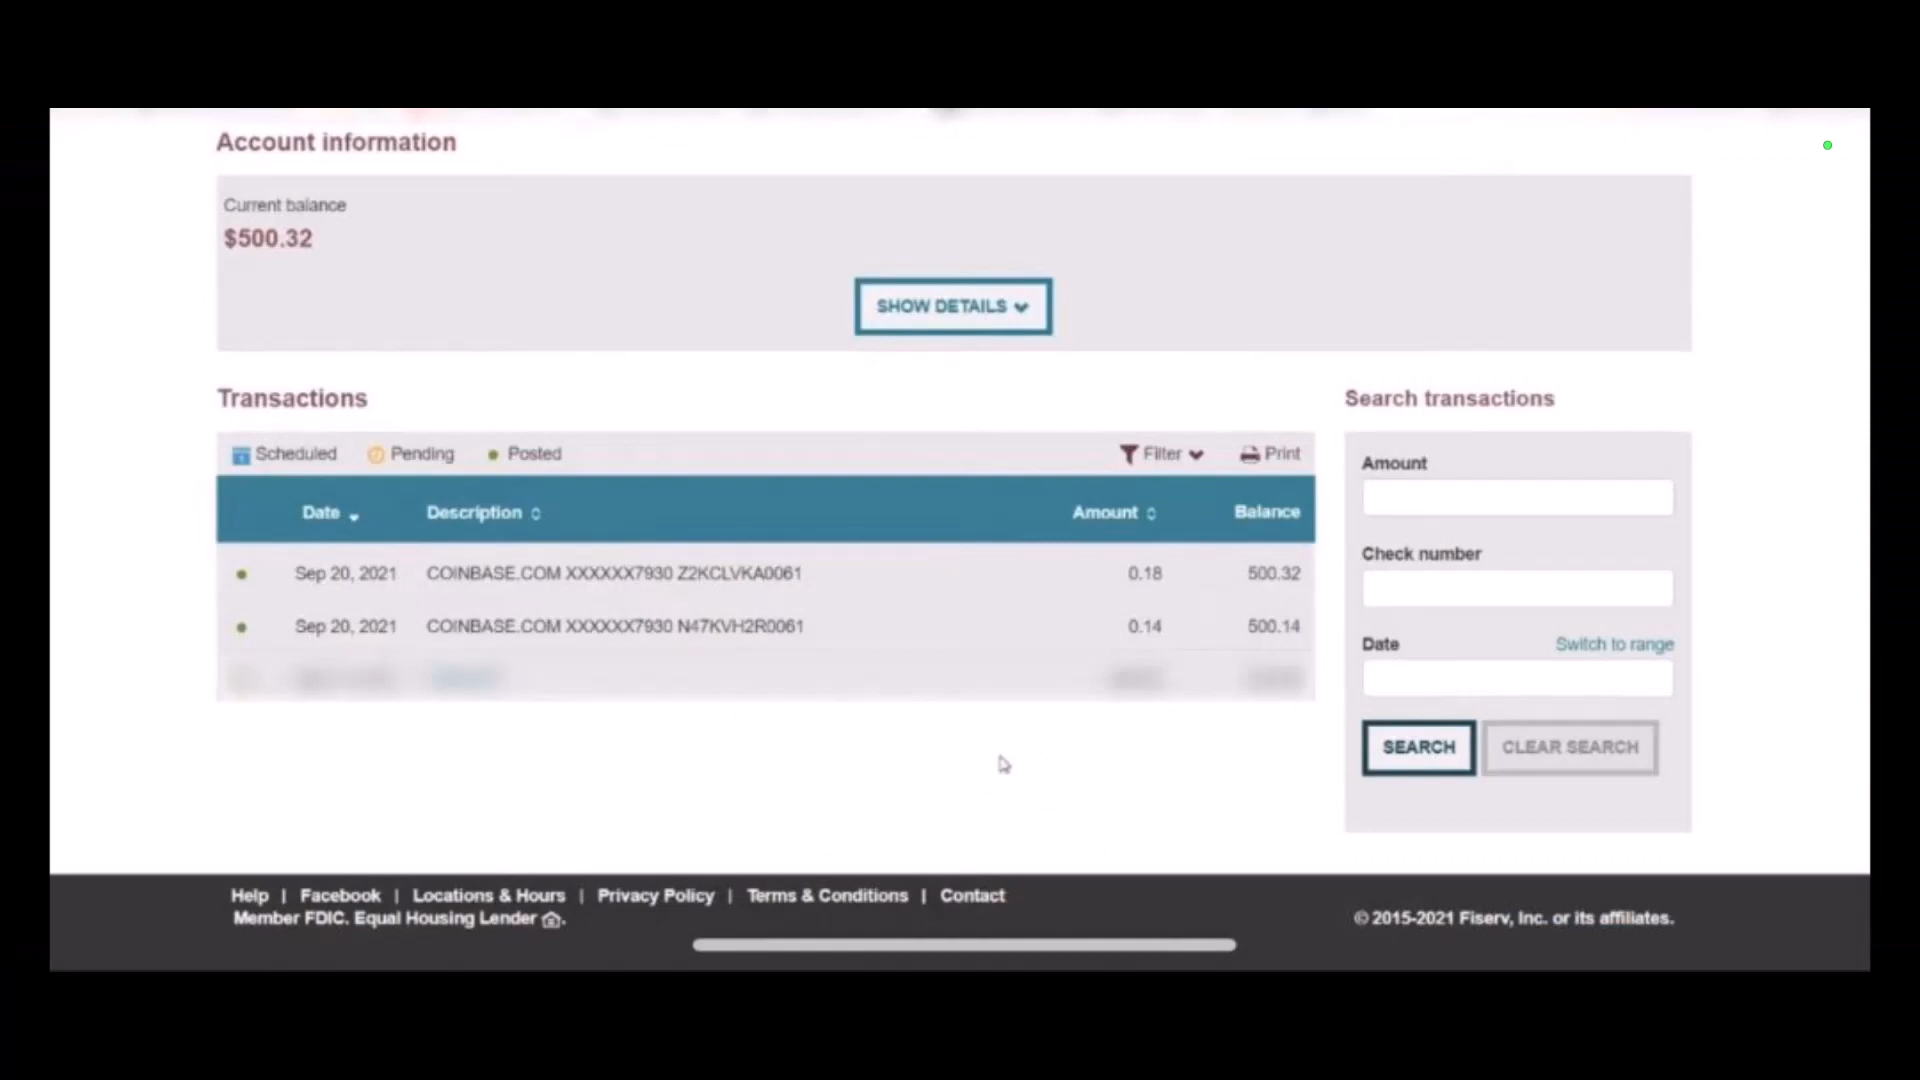 Account information
Current balance
$500.32
SHOW DETAILS
Transactions
Search transactions
Scheduled Pending Posted Filter Print
Date Description Amount Balance
Sep 20, 2021 COINBASE.COM XXXXXX7930 Z2KCLVKA0061 0.18 500.32
Sep 20, 2021 COINBASE.COM XXXXXX7930 N47KVH2R0061 0.14 500.14
Amount
Check number
Date Switch to range
SEARCH CLEAR SEARCH
Help | Facebook | Locations & Hours | Privacy Policy | Terms & Conditions | Contact
Member FDIC. Equal Housing Lender .
© 2015-2021 Fiserv, Inc. or its affiliates.